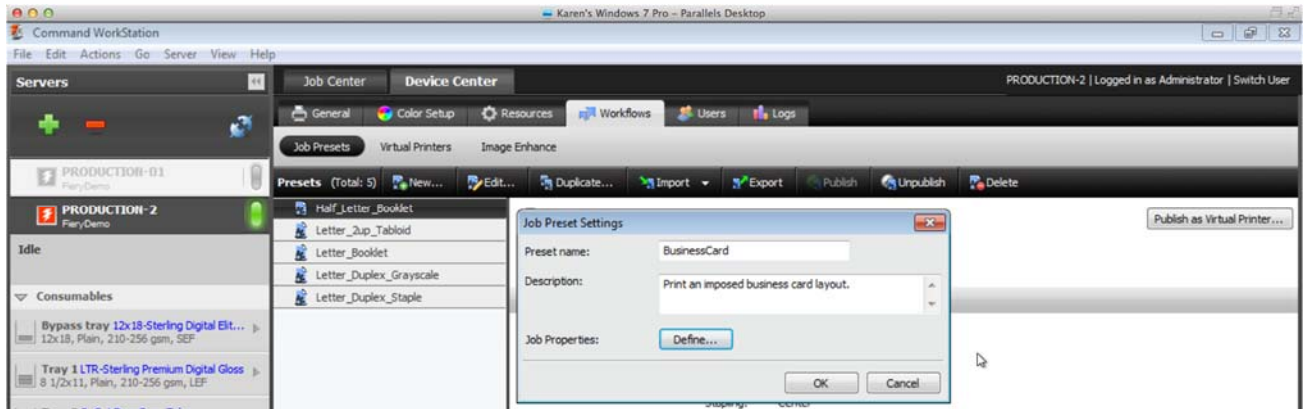 Karen's Windows 7 Pro - Parallels Desktop
Command WorkStation
File Edit Actions Go Server View Help
Servers
Job Center Device Center
PRODUCTION-2 | Logged in as Administrator | Switch User
General Color Setup Resources Workflows Users Logs
Job Presets Virtual Printers Image Enhance
PRODUCTION-01
FieryDemo
Presets (Total: 5) New... Edit... Duplicate... Import Export Publish Unpublish Delete
PRODUCTION-2
FieryDemo
Idle
Half_Letter_Booklet
Letter_2up_Tabloid
Letter_Booklet
Letter_Duplex_Grayscale
Letter_Duplex_Staple
Publish as Virtual Printer...
Job Preset Settings
Preset name: BusinessCard
Description: Print an imposed business card layout.
Job Properties: Define...
OK Cancel
Consumables
Bypass tray 12x18-Sterling Digital Elit...
12x18, Plain, 210-256 gsm, SEF
Tray 1 LTR-Sterling Premium Digital Gloss
8 1/2x11, Plain, 210-256 gsm, LEF